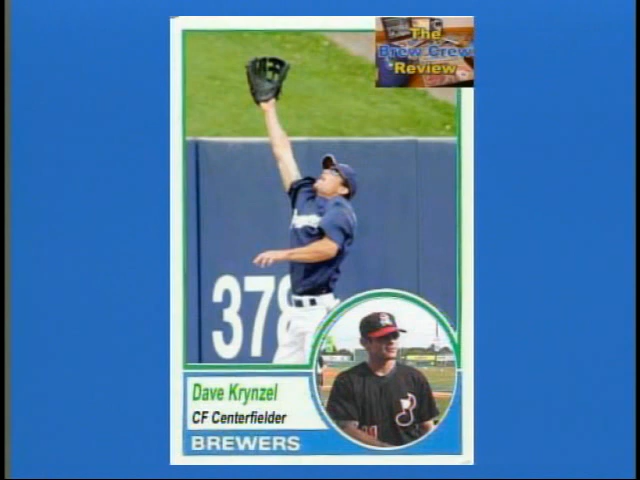 The
Brew Crew
Review
378
Dave Krynzel
CF Centerfielder
BREWERS